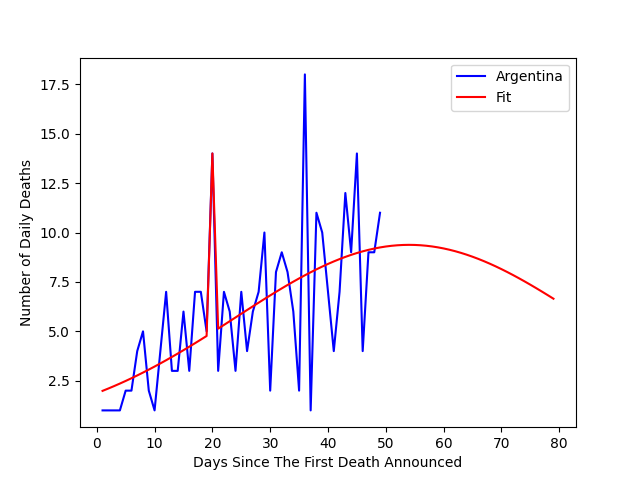 Argentina
Fit
17.5
15.0
12.5
10.0
7.5
5.0
2.5
Number of Daily Deaths
0 10 20 30 40 50 60 70 80
Days Since The First Death Announced